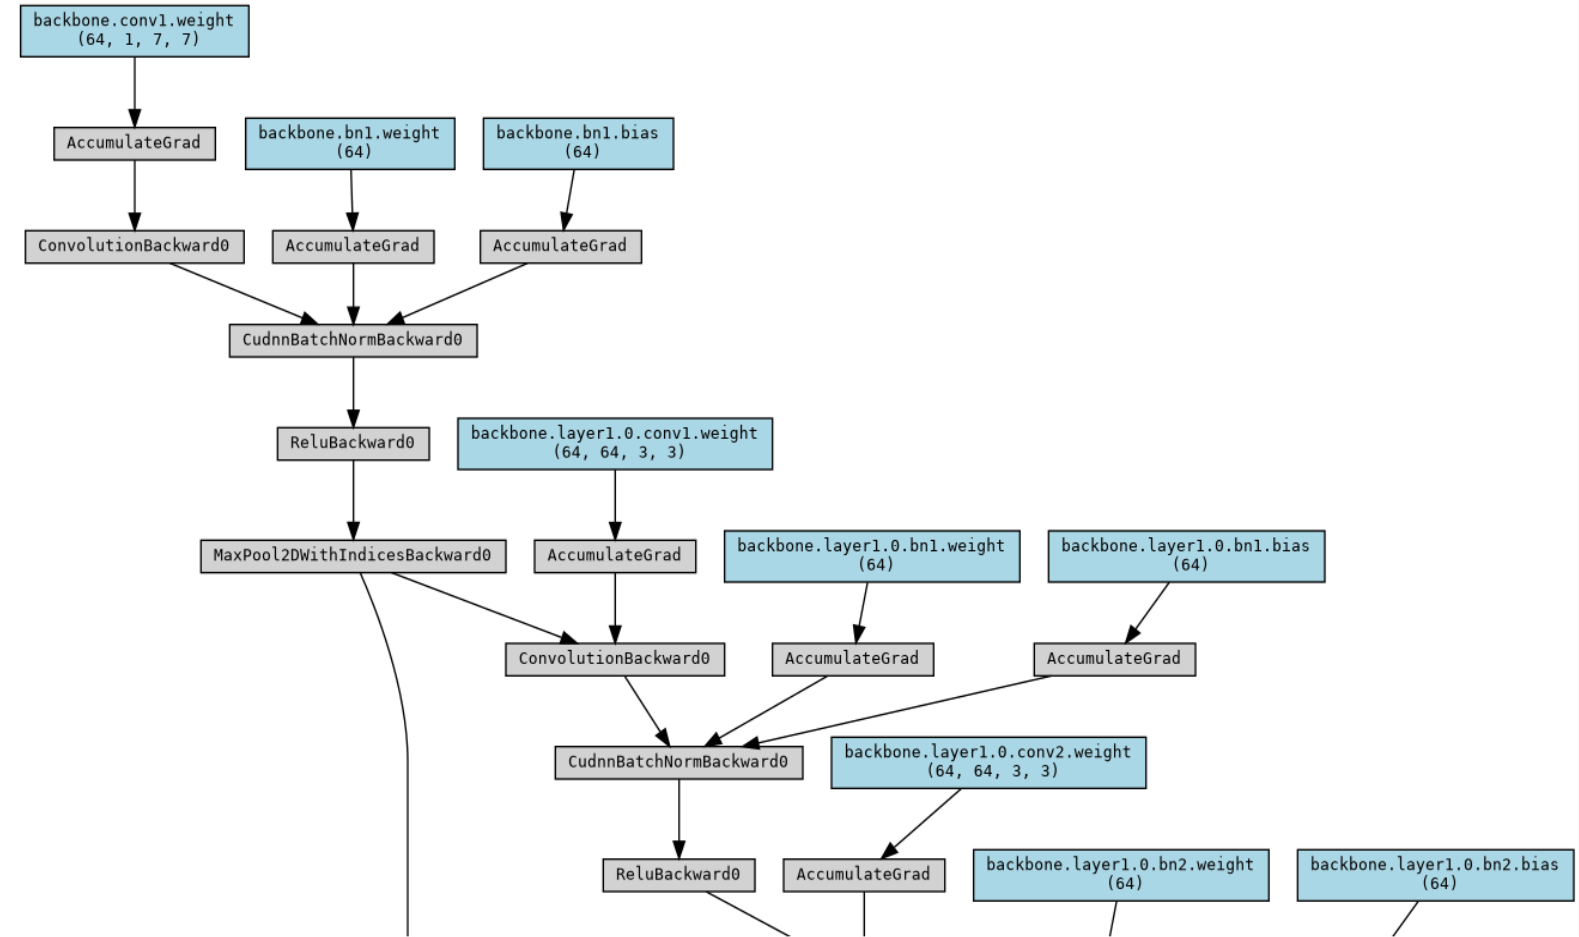 backbone.conv1.weight
(64, 1, 7, 7)
AccumulateGrad
backbone.bn1.weight
(64)
backbone.bn1.bias
(64)
ConvolutionBackward0
AccumulateGrad
AccumulateGrad
CudnnBatchNormBackward0
ReluBackward0
backbone.layer1.0.conv1.weight
(64, 64, 3, 3)
MaxPool2DWithIndicesBackward0
AccumulateGrad
backbone.layer1.0.bn1.weight
(64)
backbone.layer1.0.bn1.bias
(64)
ConvolutionBackward0
AccumulateGrad
AccumulateGrad
CudnnBatchNormBackward0
backbone.layer1.0.conv2.weight
(64, 64, 3, 3)
ReluBackward0
AccumulateGrad
backbone.layer1.0.bn2.weight
(64)
backbone.layer1.0.bn2.bias
(64)